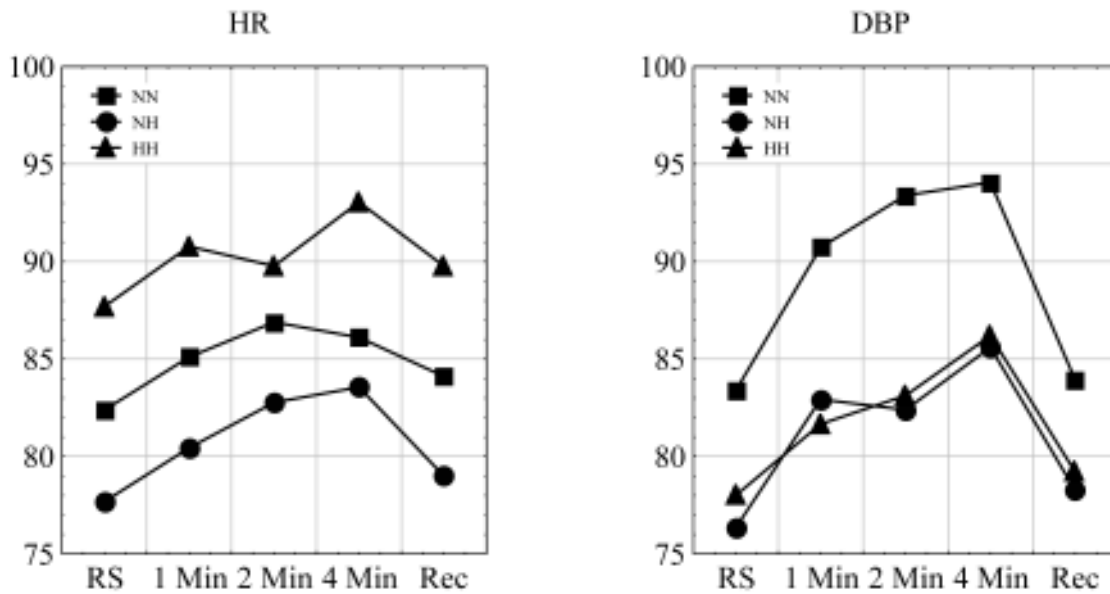 HR
100
95
90
85
80
75
NN
NH
HH
RS 1 Min 2 Min 4 Min Rec
DBP
100
95
90
85
80
75
NN
NH
HH
RS 1 Min 2 Min 4 Min Rec